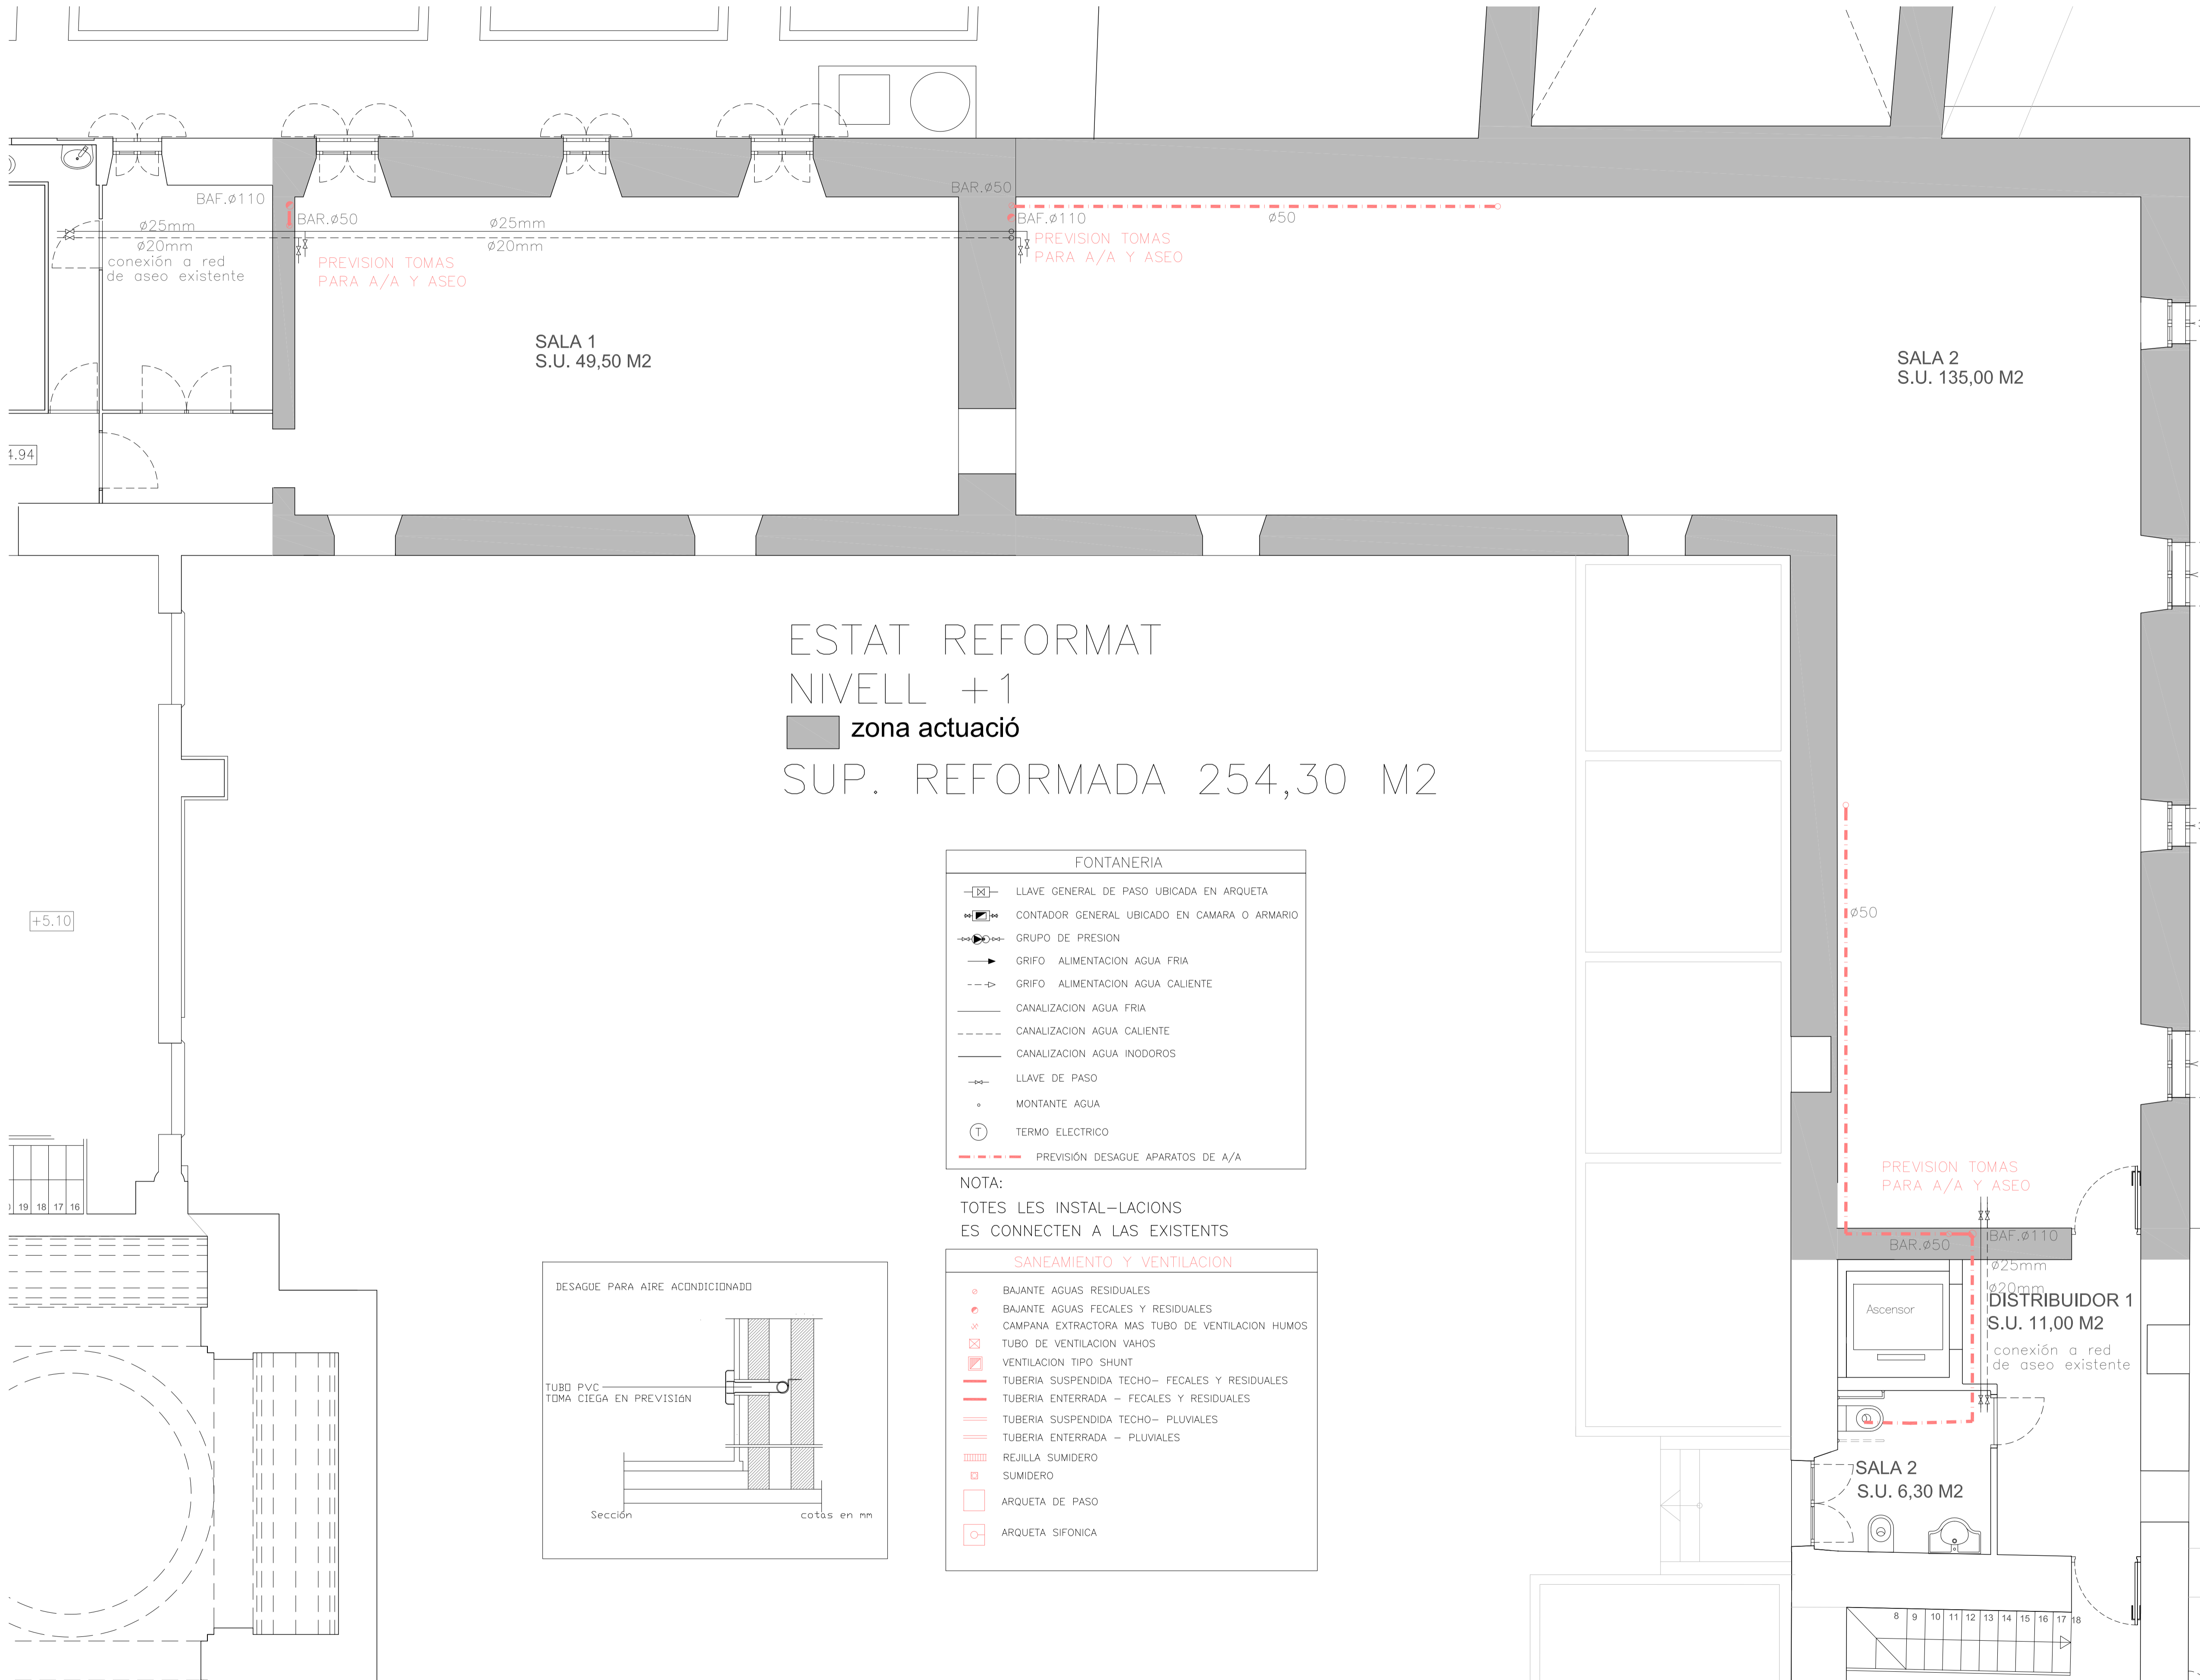 BAF.ø110
BAR.ø50
ø25mm
ø20mm
conexión a red
de aseo existente
BAR.ø50
ø25mm
ø20mm
PREVISION TOMAS
PARA A/A Y ASEO
BAF.ø110
ø50
PREVISION TOMAS
PARA A/A Y ASEO
SALA 1
S.U. 49,50 M2
SALA 2
S.U. 135,00 M2
4.94
ESTAT REFORMAT
NIVELL +1
zona actuació
SUP. REFORMADA 254,30 M2
+5.10
FONTANERIA
LLAVE GENERAL DE PASO UBICADA EN ARQUETA
CONTADOR GENERAL UBICADO EN CAMARA O ARMARIO
GRUPO DE PRESION
GRIFO ALIMENTACION AGUA FRIA
GRIFO ALIMENTACION AGUA CALIENTE
CANALIZACION AGUA FRIA
CANALIZACION AGUA CALIENTE
CANALIZACION AGUA INODOROS
LLAVE DE PASO
MONTANTE AGUA
T TERMO ELECTRICO
PREVISIÓN DESAGUE APARATOS DE A/A
NOTA:
TOTES LES INSTAL-LACIONS
ES CONNECTEN A LAS EXISTENTS
SANEAMIENTO Y VENTILACION
BAJANTE AGUAS RESIDUALES
BAJANTE AGUAS FECALES Y RESIDUALES
CAMPANA EXTRACTORA MAS TUBO DE VENTILACION HUMOS
TUBO DE VENTILACION VAHOS
VENTILACION TIPO SHUNT
TUBERIA SUSPENDIDA TECHO- FECALES Y RESIDUALES
TUBERIA ENTERRADA - FECALES Y RESIDUALES
TUBERIA SUSPENDIDA TECHO- PLUVIALES
TUBERIA ENTERRADA - PLUVIALES
REJILLA SUMIDERO
SUMIDERO
ARQUETA DE PASO
ARQUETA SIFONICA
DESAGUE PARA AIRE ACONDICIONADO
TUBO PVC
TOMA CIEGA EN PREVISIÓN
Sección
cotas en mm
19 18 17 16
ø50
PREVISION TOMAS
PARA A/A Y ASEO
BAR.ø50
BAF.ø110
ø25mm
ø20mm
Ascensor
DISTRIBUIDOR 1
S.U. 11,00 M2
conexión a red
de aseo existente
SALA 2
S.U. 6,30 M2
8 9 10 11 12 13 14 15 16 17 18